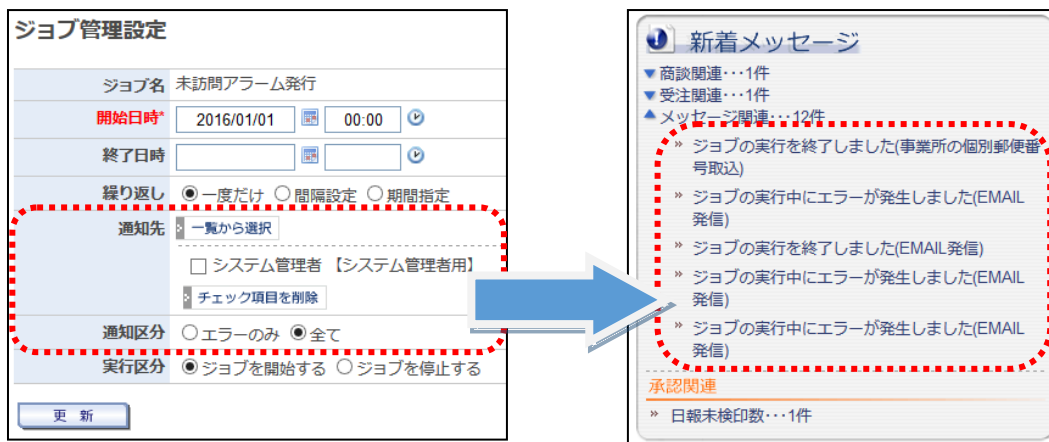 ジョブ管理設定
ジョブ名 未訪問アラーム発行
開始日時* 2016/01/01 00:00
終了日時
繰り返し 一度だけ 間隔設定 期間指定
通知先 一覧から選択
システム管理者 【システム管理者用】
チェック項目を削除
通知区分 エラーのみ 全て
実行区分 ジョブを開始する ジョブを停止する
更 新
新着メッセージ
▼商談関連･･･1件
▼受注関連･･･1件
▲メッセージ関連･･･12件
» ジョブの実行を終了しました(事業所の個別郵便番
号取込)
» ジョブの実行中にエラーが発生しました(EMAIL
発信)
» ジョブの実行を終了しました(EMAIL発信)
» ジョブの実行中にエラーが発生しました(EMAIL
発信)
» ジョブの実行中にエラーが発生しました(EMAIL
発信)
承認関連
» 日報未検印数･･･1件